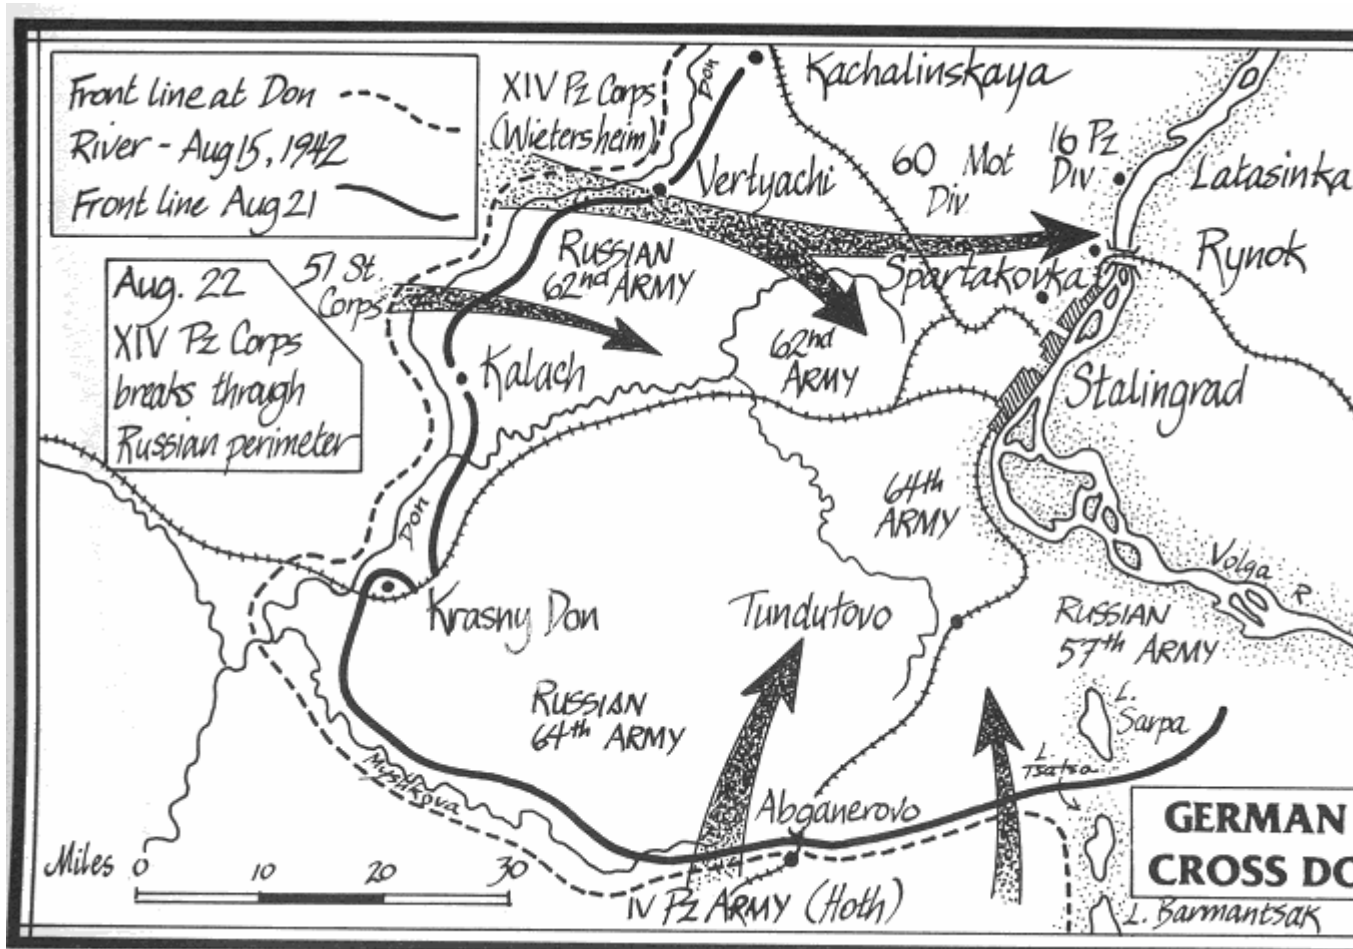 Front line at Don
River - Aug 15, 1942
Front line Aug 21
XIV Pz Corps
(Wietersheim)
Don
Kachalinskaya
Vertyachi
60 Mot
Div
16 Pz
Div
Latasinka
Rynok
Spartakovka
Aug. 22
XIV Pz Corps
breaks through
Russian perimeter
51 St.
Corps
RUSSIAN
62nd ARMY
62nd
ARMY
Kalach
Stalingrad
64th
ARMY
Don
Volga R
Krasny Don
Tundutovo
RUSSIAN
57th ARMY
RUSSIAN
64th ARMY
L.
Sarpa
L
Tsatsa
Myshkova
Abganerovo
Miles 0 10 20 30
IV Pz ARMY (Hoth)
GERMAN
CROSS DO
L. Barmantsak